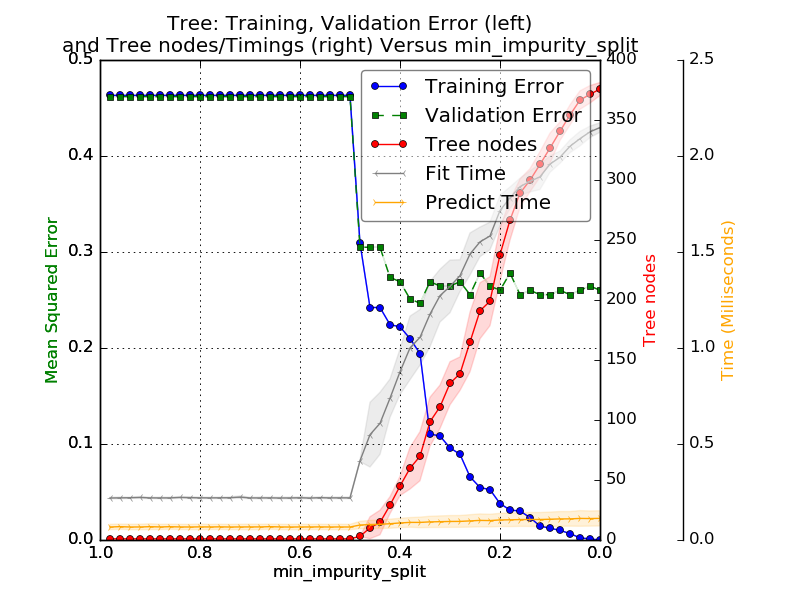 Tree: Training, Validation Error (left)
and Tree nodes/Timings (right) Versus min_impurity_split
Training Error
Validation Error
Tree nodes
Fit Time
Predict Time
Mean Squared Error
0.5
0.4
0.3
0.2
0.1
0.0
1.0 0.8 0.6 0.4 0.2 0.0
min_impurity_split
400
350
300
250
200
150
100
50
0
Tree nodes
2.5
2.0
1.5
1.0
0.5
0.0
Time (Milliseconds)